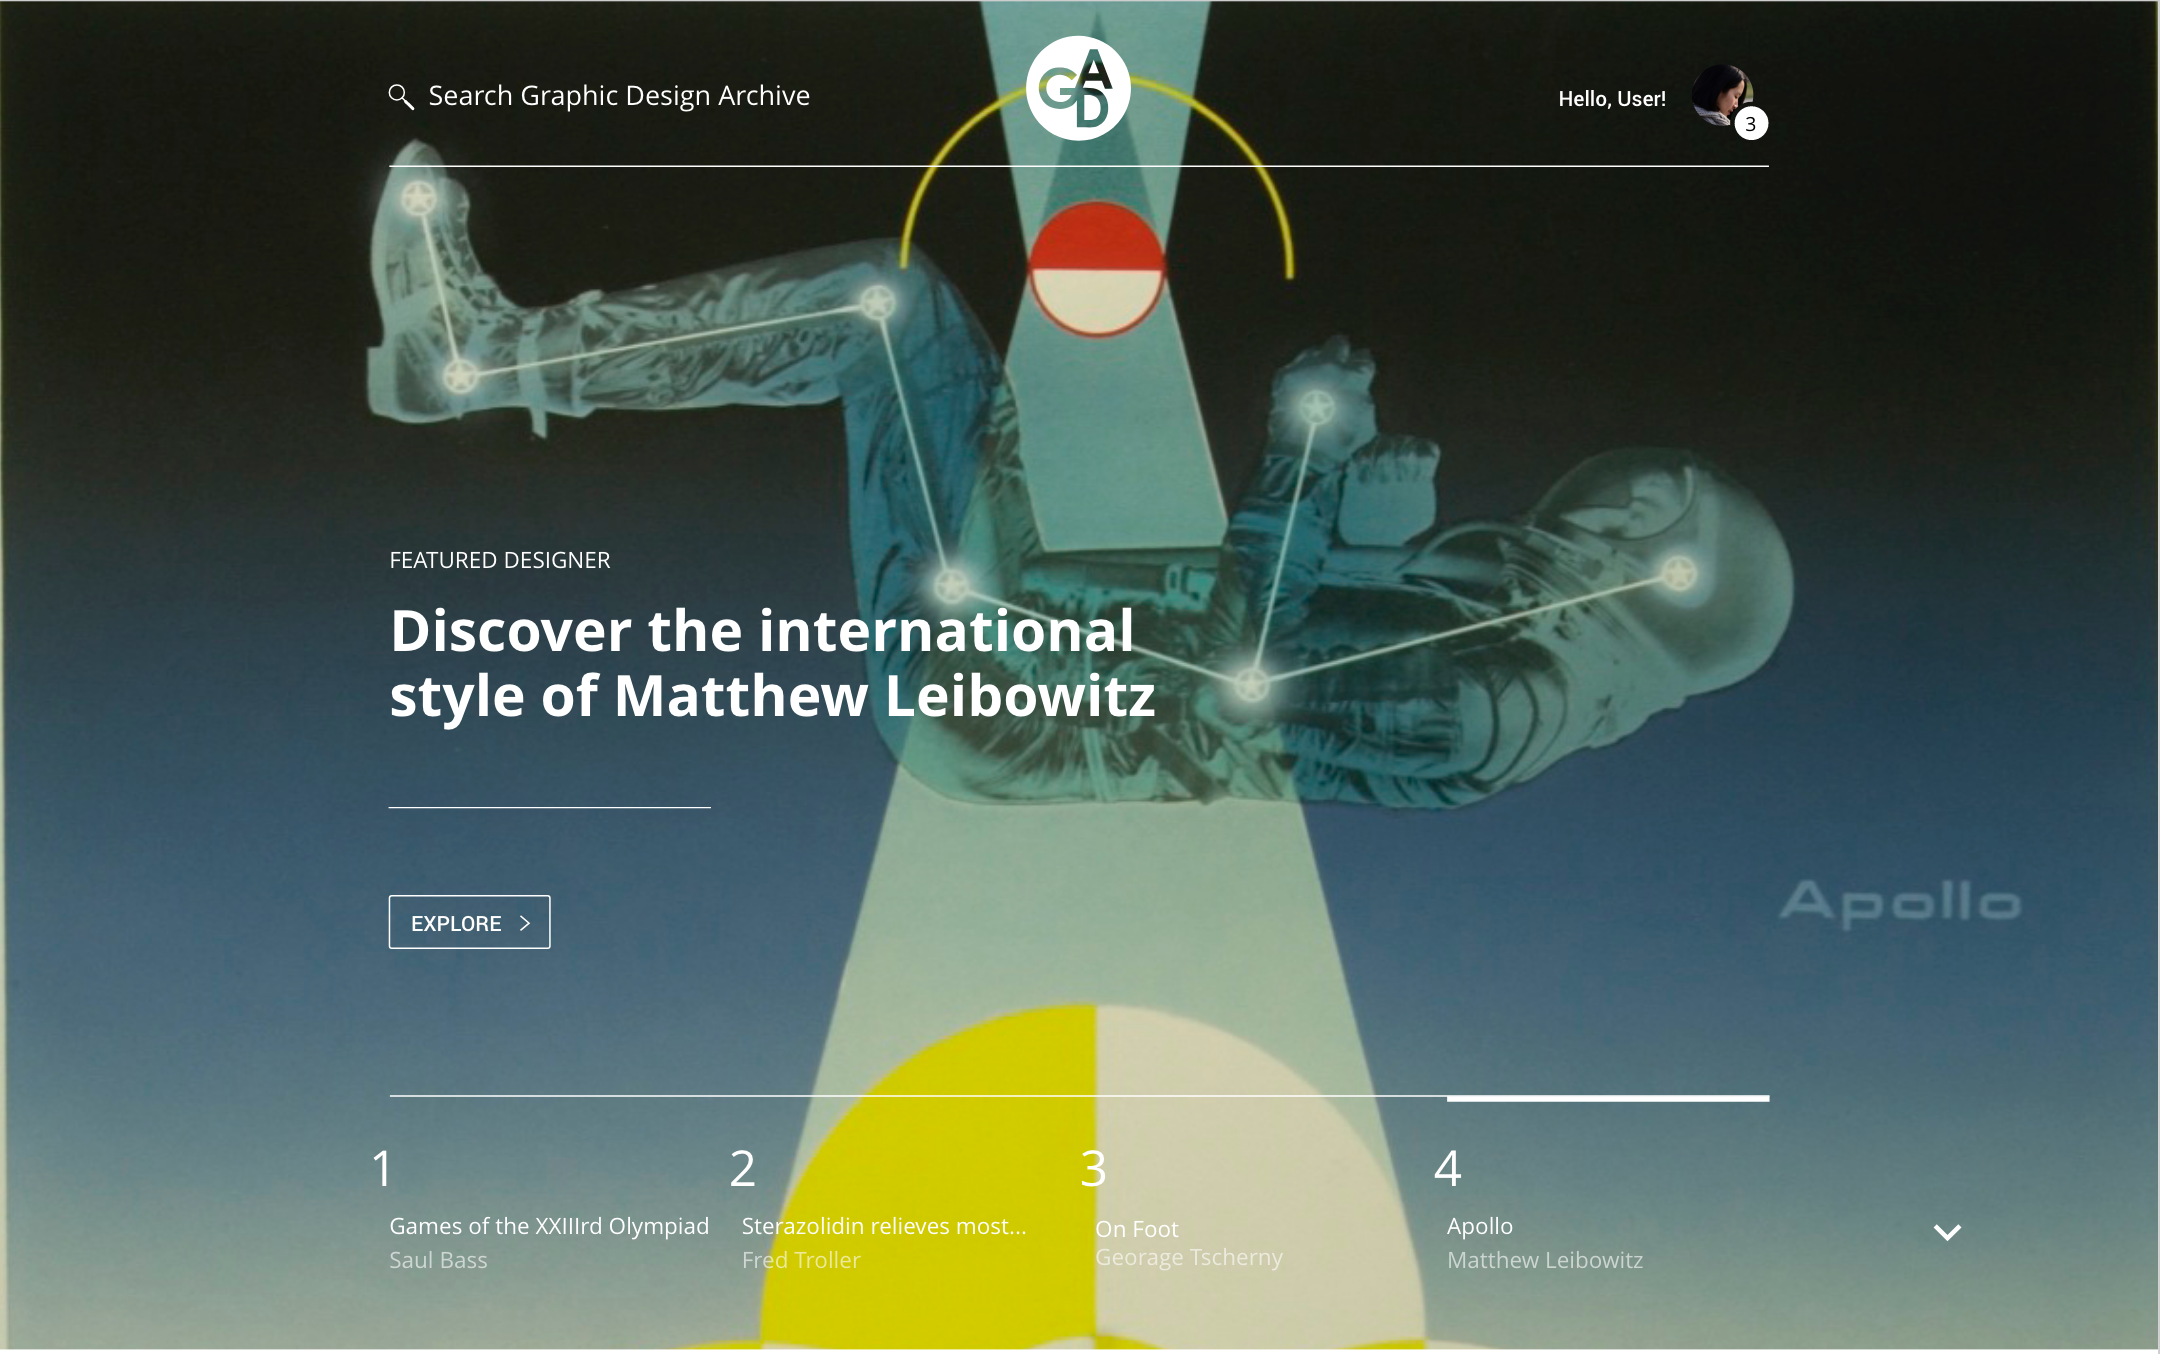 Search Graphic Design Archive
GAD
Hello, User!
3
FEATURED DESIGNER
Discover the international
style of Matthew Leibowitz
EXPLORE
Apollo
1
2
3
4
Games of the XXIIIrd Olympiad
Sterazolidin relieves most...
On Foot
Apollo
Saul Bass
Fred Troller
Georage Tscherny
Matthew Leibowitz